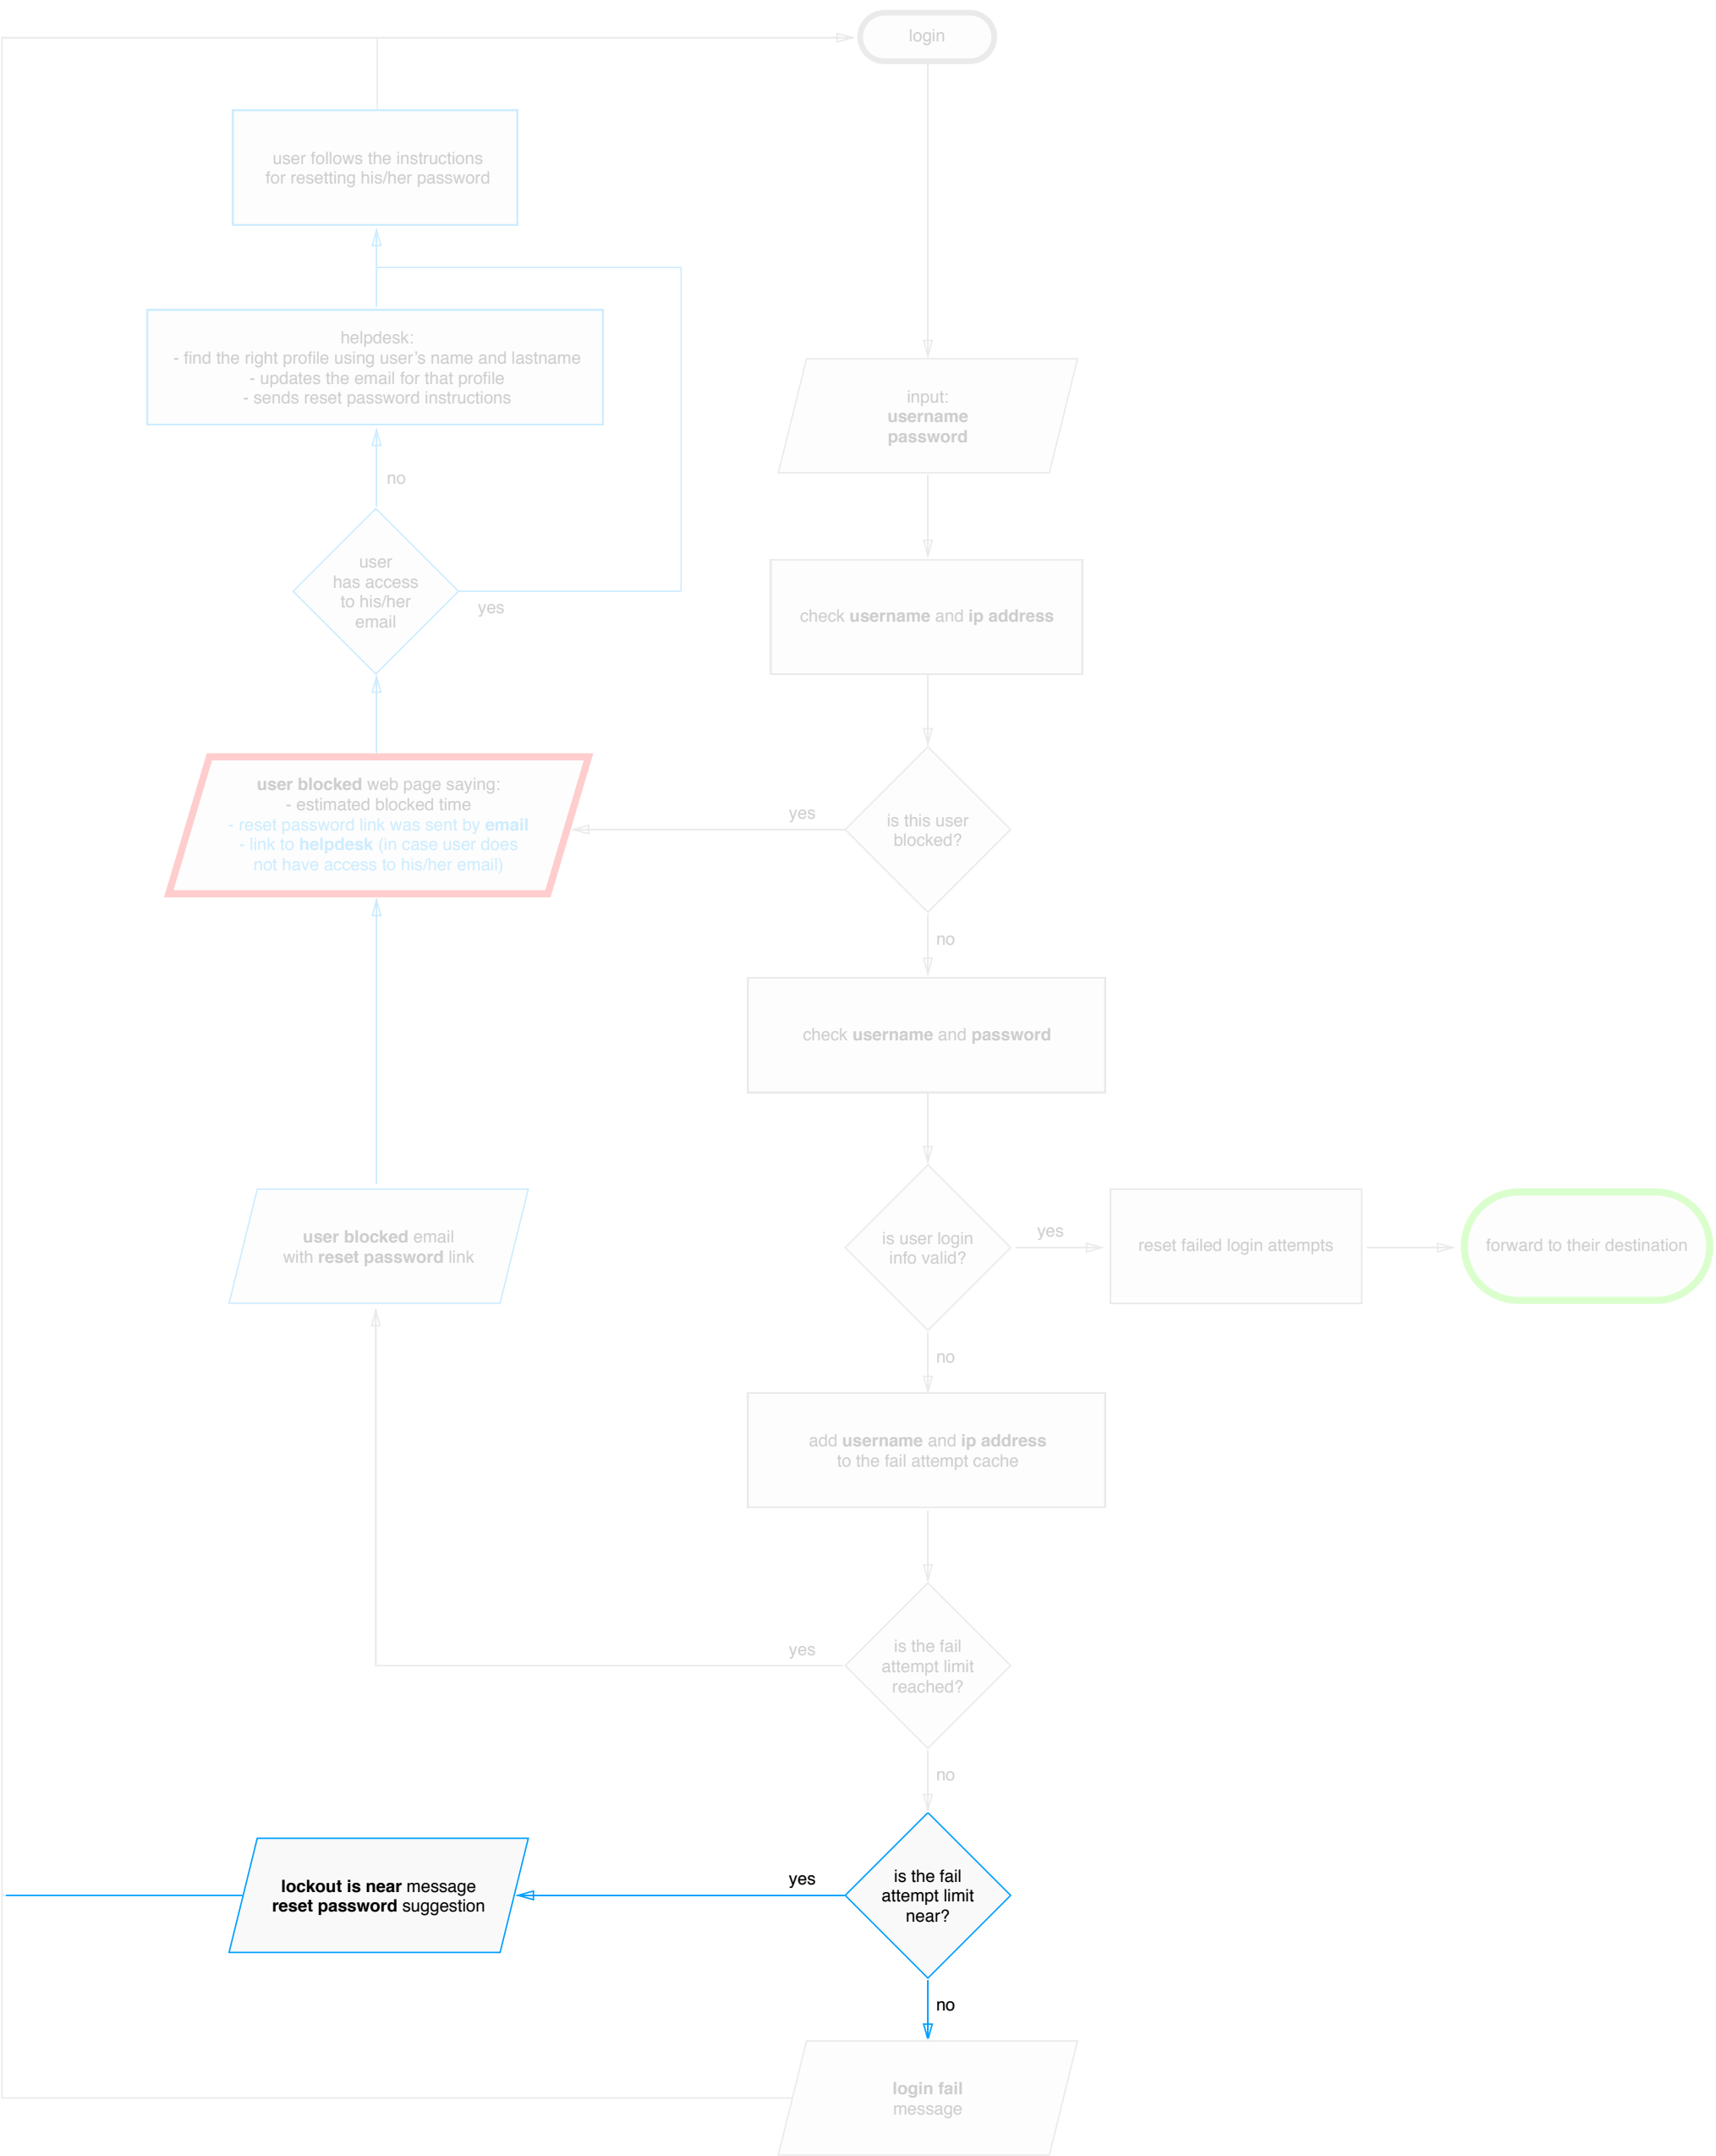 login
user follows the instructions
for resetting his/her password
helpdesk:
- find the right profile using user's name and lastname
- updates the email for that profile
- sends reset password instructions
input:
username
password
no
user
has access
to his/her
email
yes
check username and ip address
user blocked web page saying:
- estimated blocked time
- reset password link was sent by email
- link to helpdesk (in case user does
not have access to his/her email)
yes
is this user
blocked?
no
check username and password
user blocked email
with reset password link
is user login
info valid?
yes
reset failed login attempts
forward to their destination
no
add username and ip address
to the fail attempt cache
yes
is the fail
attempt limit
reached?
no
lockout is near message
reset password suggestion
yes
is the fail
attempt limit
near?
no
login fail
message